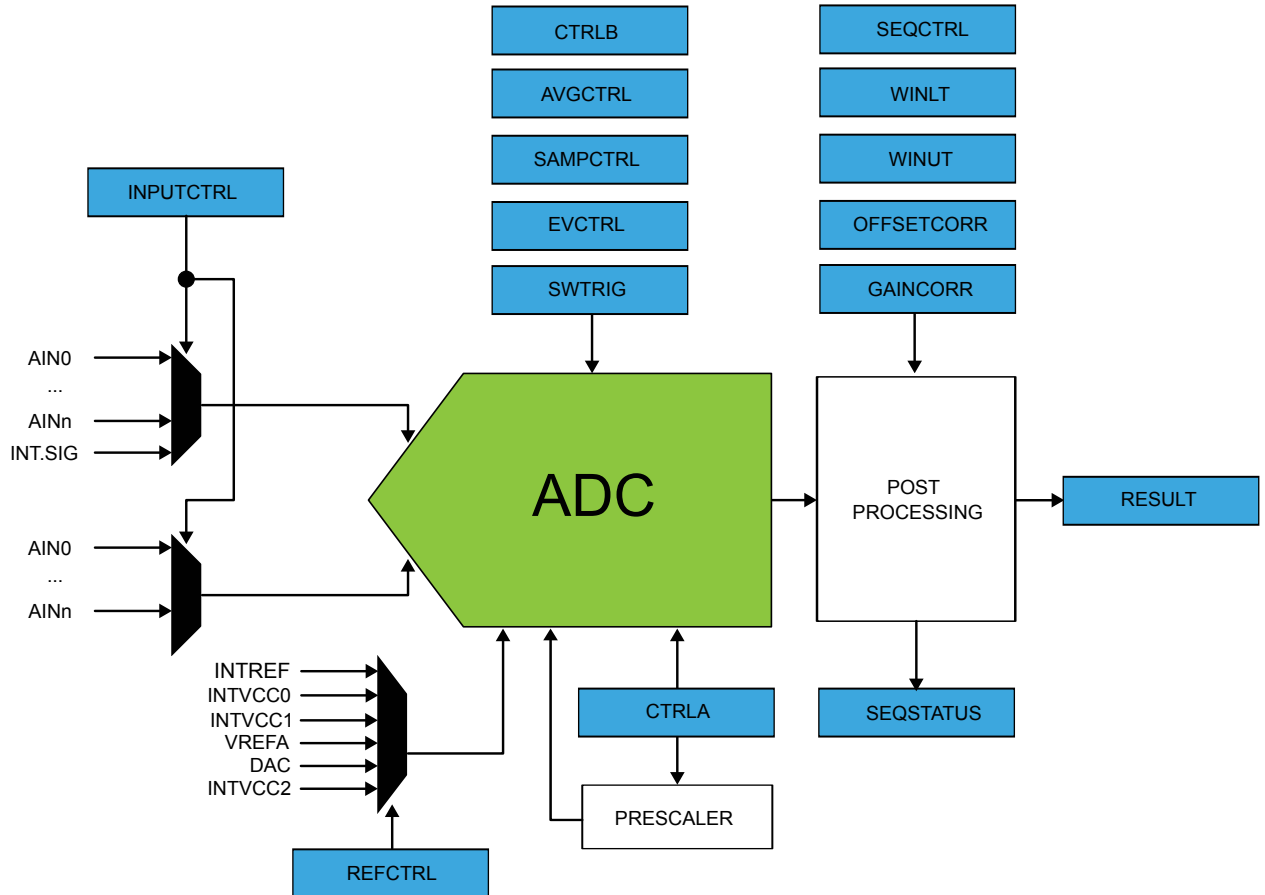 CTRLB
SEQCTRL
AVGCTRL
WINLT
SAMPCTRL
WINUT
INPUTCTRL
EVCTRL
OFFSETCORR
SWTRIG
GAINCORR
AIN0
...
AINn
INT.SIG
ADC
POST
PROCESSING
RESULT
AIN0
...
AINn
INTREF
INTVCC0
INTVCC1
VREFA
DAC
INTVCC2
CTRLA
SEQSTATUS
PRESCALER
REFCTRL